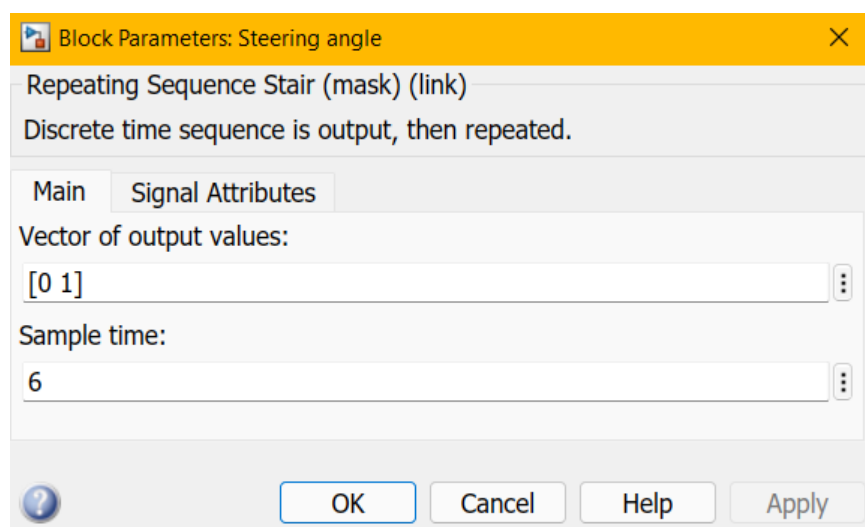 Block Parameters: Steering angle
Repeating Sequence Stair (mask) (link)
Discrete time sequence is output, then repeated.
Main Signal Attributes
Vector of output values:
[0 1]
Sample time:
6
? OK Cancel Help Apply